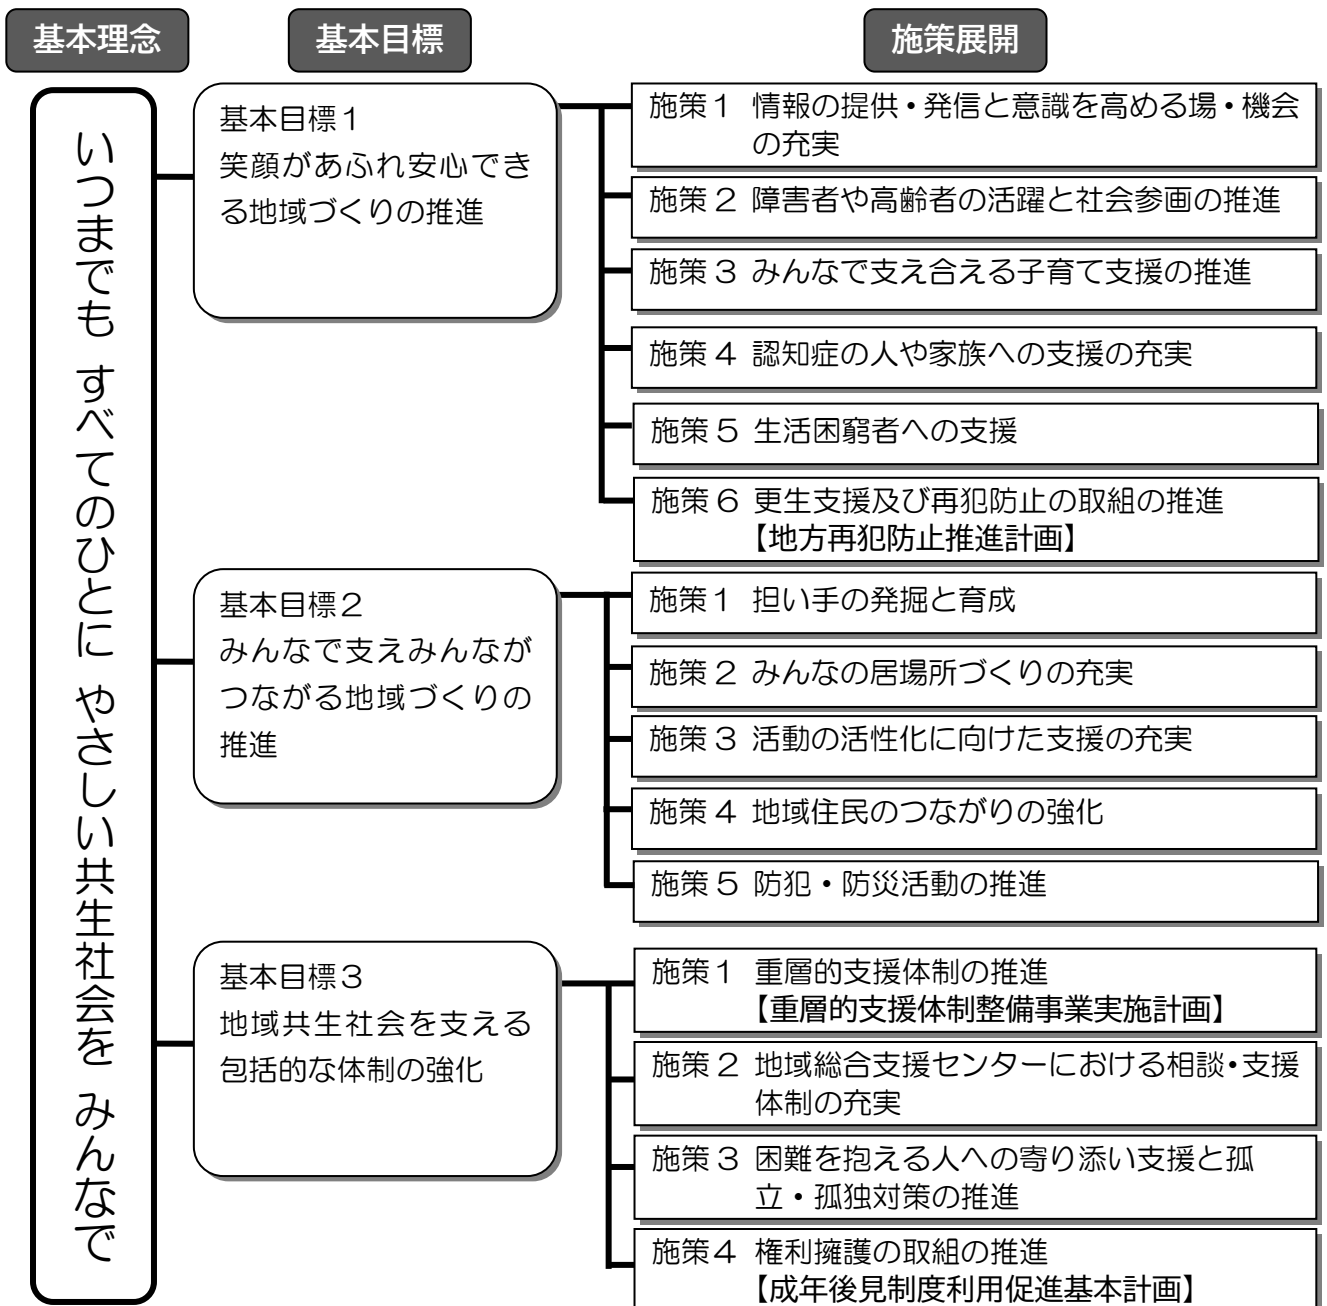 基本理念
基本目標
施策展開
いつまでも すべてのひとに やさしい共生社会を みんなで
基本目標1
笑顔があふれ安心でき
る地域づくりの推進
施策1 情報の提供・発信と意識を高める場・機会
の充実
施策2 障害者や高齢者の活躍と社会参画の推進
施策3 みんなで支え合える子育て支援の推進
施策4 認知症の人や家族への支援の充実
施策5 生活困窮者への支援
施策6 更生支援及び再犯防止の取組の推進
【地方再犯防止推進計画】
基本目標2
みんなで支えみんなが
つながる地域づくりの
推進
施策1 担い手の発掘と育成
施策2 みんなの居場所づくりの充実
施策3 活動の活性化に向けた支援の充実
施策4 地域住民のつながりの強化
施策5 防犯・防災活動の推進
基本目標3
地域共生社会を支える
包括的な体制の強化
施策1 重層的支援体制の推進
【重層的支援体制整備事業実施計画】
施策2 地域総合支援センターにおける相談・支援
体制の充実
施策3 困難を抱える人への寄り添い支援と孤
立・孤独対策の推進
施策4 権利擁護の取組の推進
【成年後見制度利用促進基本計画】